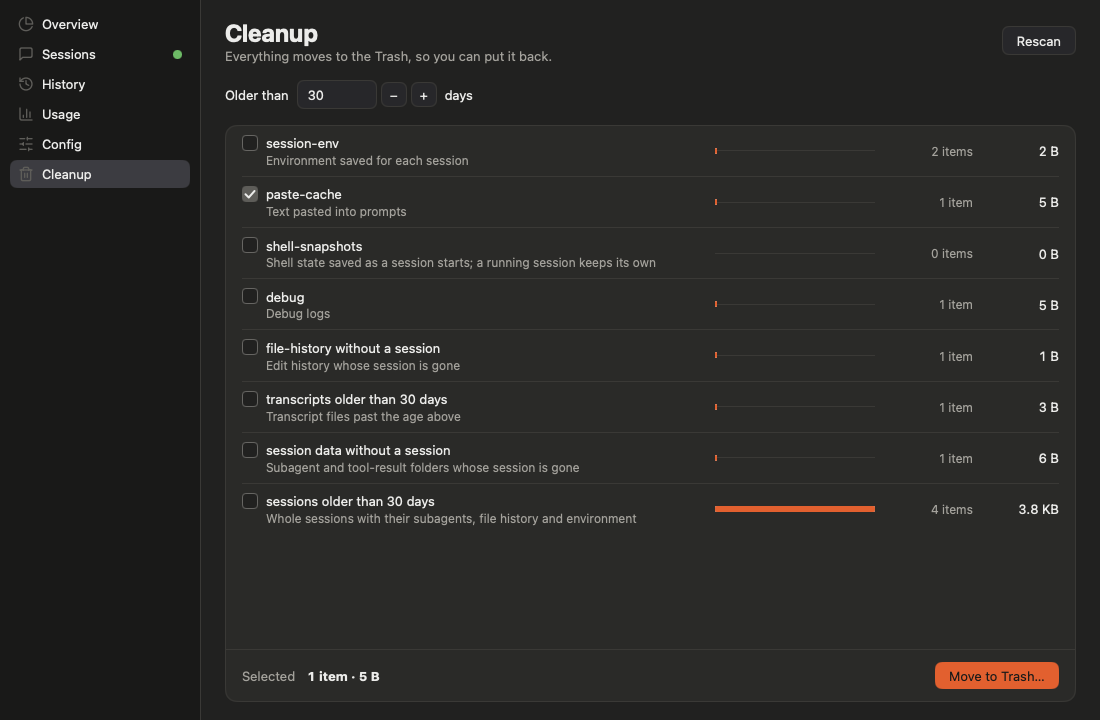 Overview
Sessions
History
Usage
Config
Cleanup
Cleanup
Everything moves to the Trash, so you can put it back.
Rescan
Older than 30 − + days
session-env
Environment saved for each session
2 items 2 B
paste-cache
Text pasted into prompts
1 item 5 B
shell-snapshots
Shell state saved as a session starts; a running session keeps its own
0 items 0 B
debug
Debug logs
1 item 5 B
file-history without a session
Edit history whose session is gone
1 item 1 B
transcripts older than 30 days
Transcript files past the age above
1 item 3 B
session data without a session
Subagent and tool-result folders whose session is gone
1 item 6 B
sessions older than 30 days
Whole sessions with their subagents, file history and environment
4 items 3.8 KB
Selected 1 item · 5 B
Move to Trash...